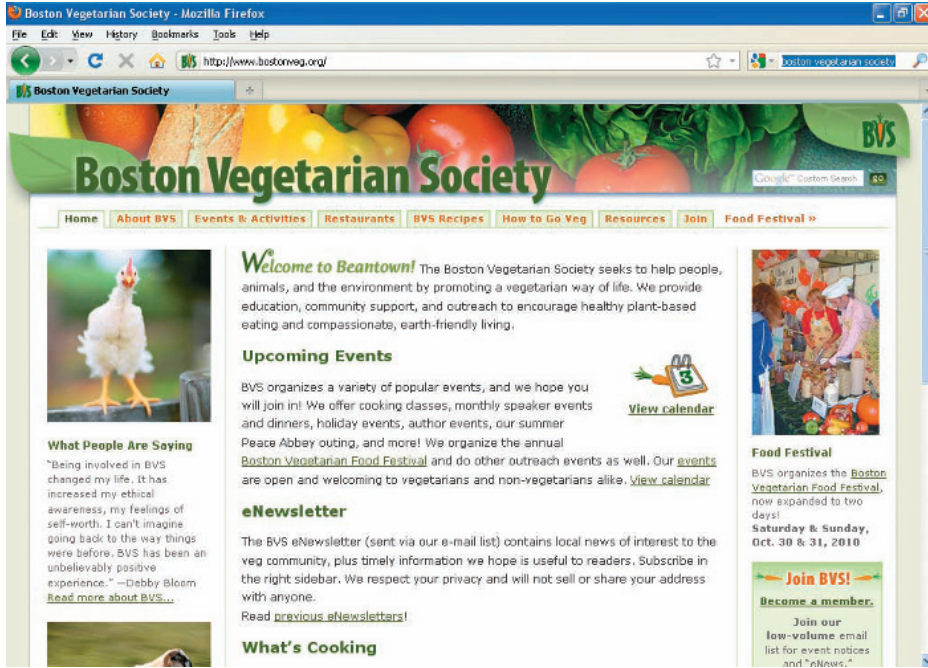 Boston Vegetarian Society - Mozilla Firefox
File Edit View History Bookmarks Tools Help
BVS http://www.bostonveg.org/
boston vegetarian society
BVS Boston Vegetarian Society
BVS
Boston Vegetarian Society
Google™ Custom Search go
Home About BVS Events & Activities Restaurants BVS Recipes How to Go Veg Resources Join Food Festival »
Welcome to Beantown! The Boston Vegetarian Society seeks to help people,
animals, and the environment by promoting a vegetarian way of life. We provide
education, community support, and outreach to encourage healthy plant-based
eating and compassionate, earth-friendly living.
Upcoming Events
BVS organizes a variety of popular events, and we hope you
will join in! We offer cooking classes, monthly speaker events
and dinners, holiday events, author events, our summer
Peace Abbey outing, and more! We organize the annual
Boston Vegetarian Food Festival and do other outreach events as well. Our events
are open and welcoming to vegetarians and non-vegetarians alike. View calendar
3
View calendar
eNewsletter
The BVS eNewsletter (sent via our e-mail list) contains local news of interest to the
veg community, plus timely information we hope is useful to readers. Subscribe in
the right sidebar. We respect your privacy and will not sell or share your address
with anyone.
Read previous eNewsletters!
What's Cooking
What People Are Saying
"Being involved in BVS
changed my life. It has
increased my ethical
awareness, my feelings of
self-worth. I can't imagine
going back to the way things
were before. BVS has been an
unbelievably positive
experience." —Debby Bloom
Read more about BVS...
Food Festival
BVS organizes the Boston
Vegetarian Food Festival,
now expanded to two
days!
Saturday & Sunday,
Oct. 30 & 31, 2010
Join BVS!
Become a member.
Join our
low-volume email
list for event notices
and "eNews."